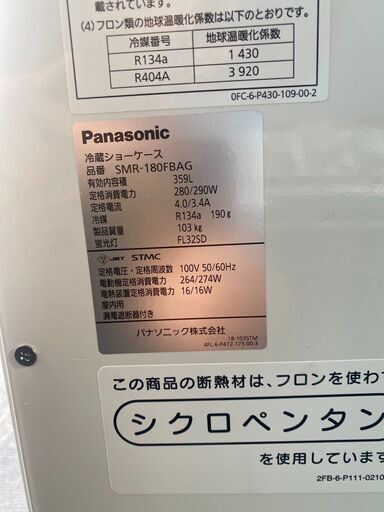 載されています。
(4)フロン類の地球温暖化係数は以下のとおり
冷媒番号 地球温暖化係数
R134a 1 430
R404A 3 920
0FC-6-P430-109-00-2
Panasonic
冷蔵ショーケース
品番 SMR-180FBAG
有効内容積 359L
定格消費電力 280/290W
定格電流 4.0/3.4A
冷媒 R134a 190g
製品質量 103kg
蛍光灯 FL32SD
JET STMC
定格電圧・定格周波数 100V 50/60Hz
電動機定格消費電力 264/274W
電熱装置定格消費電力 16/16W
屋内用
漏電遮断器付き
パナソニック株式会社
18-1035TM
4FL-6-P472-175-00-3
この商品の断熱材は、フロンを使わ
シクロペンタン
を使用しています
2FB-6-P111-0210